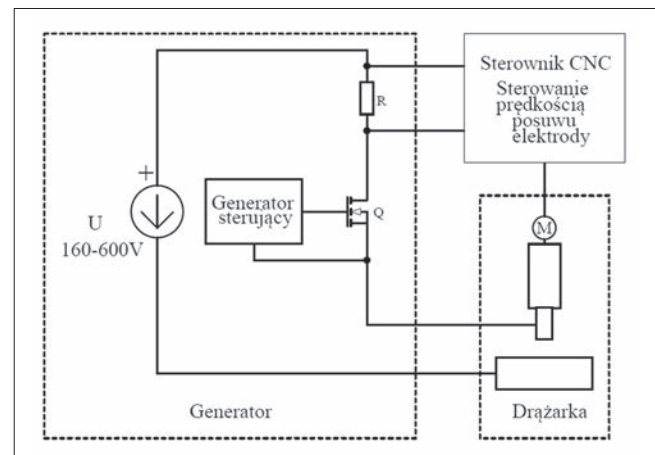 Sterownik CNC
Sterowanie
prędkością
posuwu
elektrody
R
+
Generator
sterujący
Q
U
160-600V
M
Generator
Drążarka